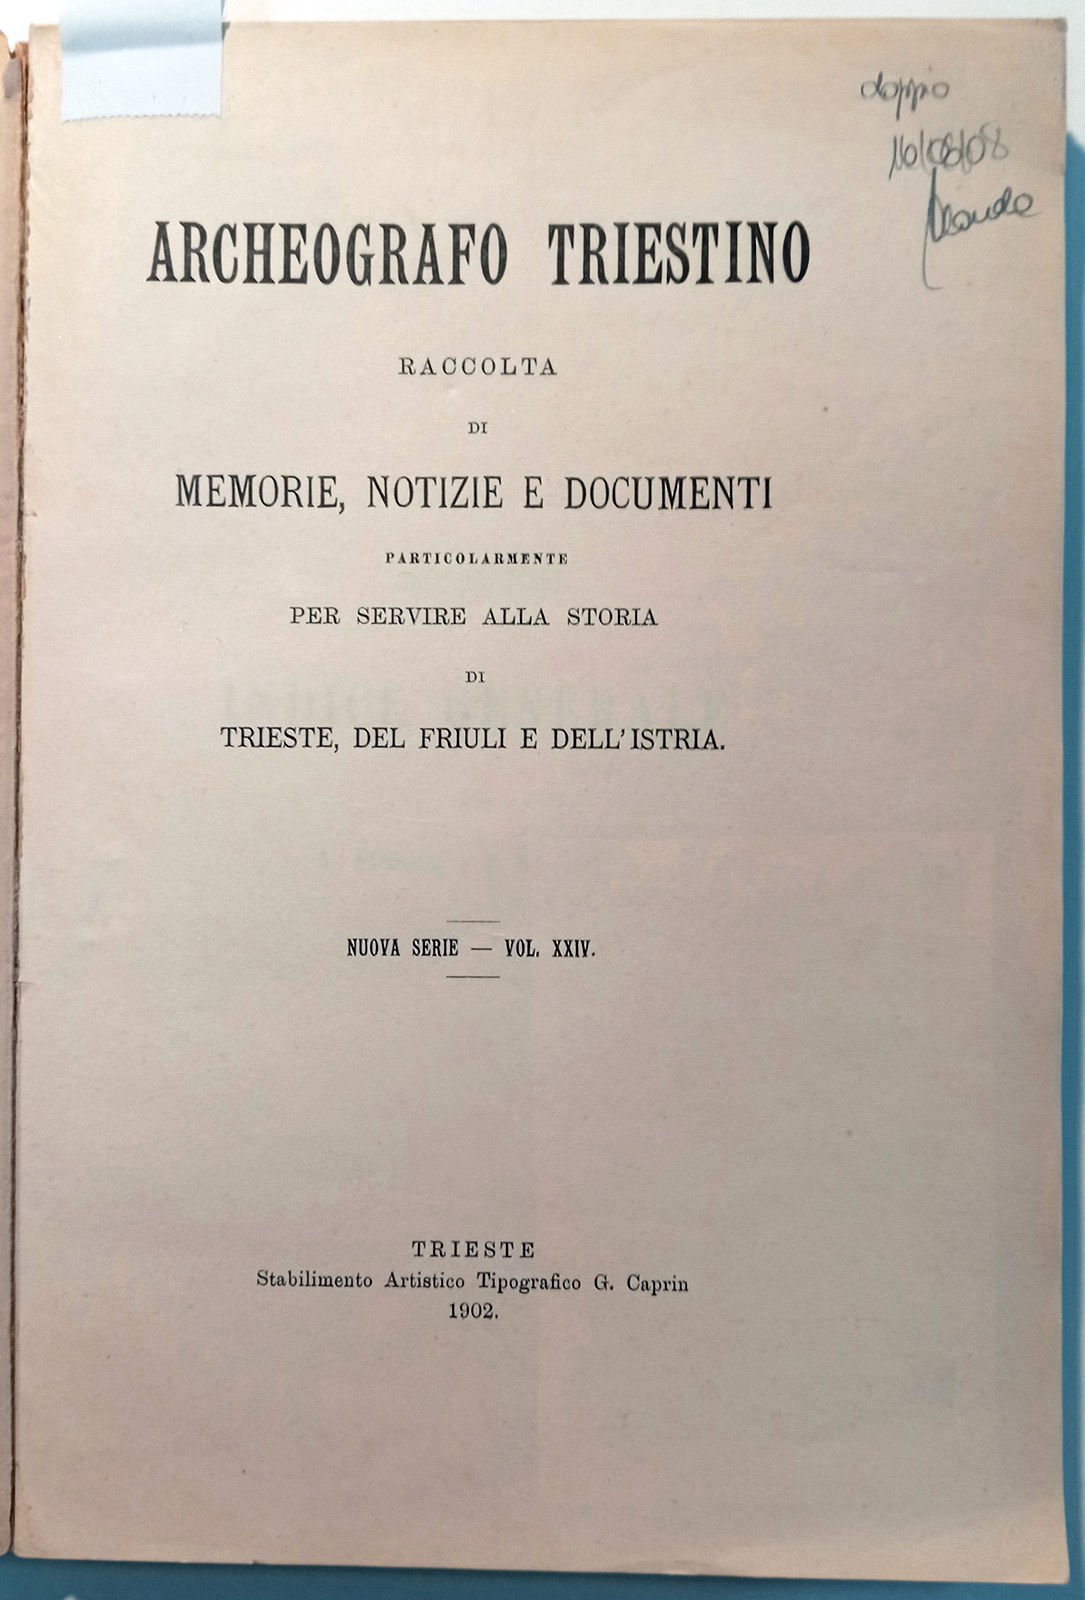 doppio
ARCHEOGRAFO TRIESTINO
RACCOLTA
DI
MEMORIE, NOTIZIE E DOCUMENTI
PARTICOLARMENTE
PER SERVIRE ALLA STORIA
DI
TRIESTE, DEL FRIULI E DELL'ISTRIA.
NUOVA SERIE — VOL. XXIV.
TRIESTE
Stabilimento Artistico Tipografico G. Caprin
1902.